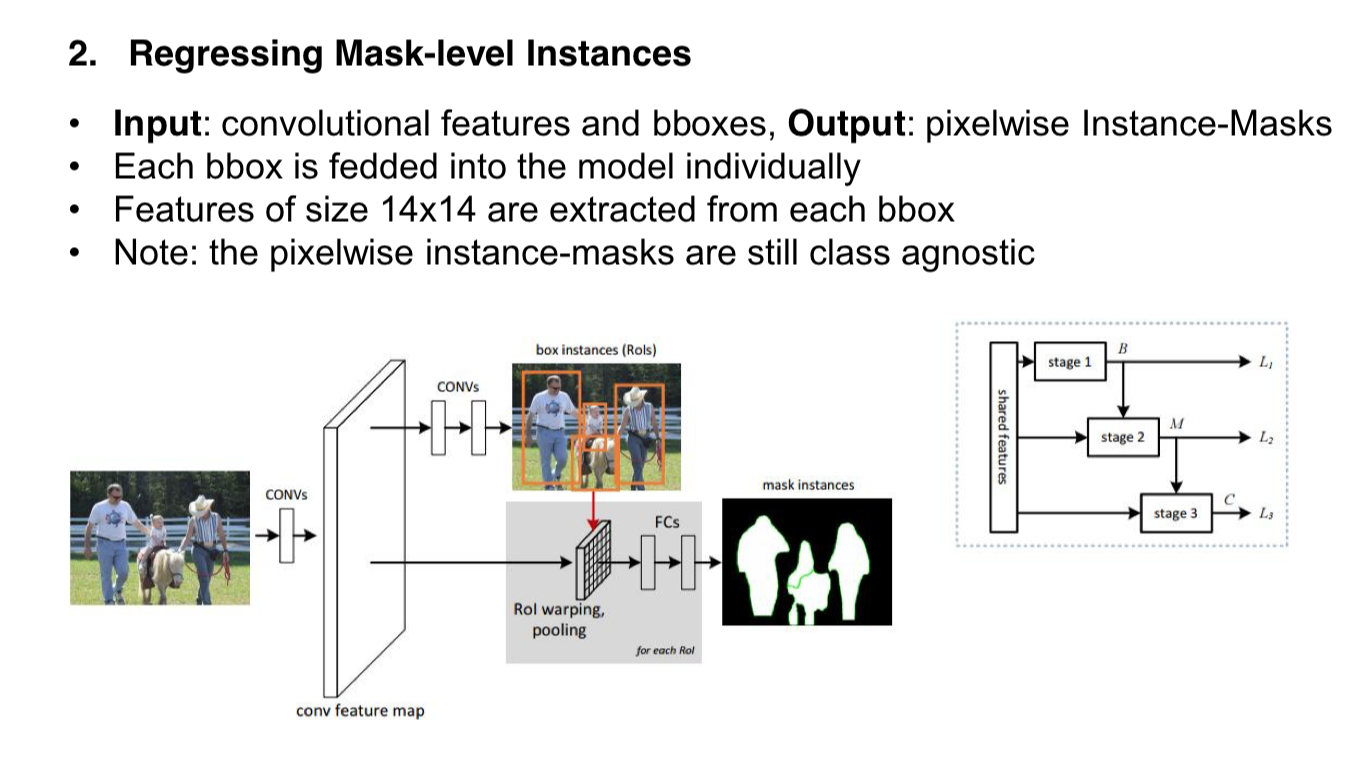 2. Regressing Mask-level Instances
• Input: convolutional features and bboxes, Output: pixelwise Instance-Masks
• Each bbox is fedded into the model individually
• Features of size 14x14 are extracted from each bbox
• Note: the pixelwise instance-masks are still class agnostic
box instances (RoIs)
CONVs
CONVs
conv feature map
RoI warping,
pooling
FCs
for each RoI
mask instances
shared features
stage 1
B
L₁
stage 2
M
L₂
stage 3
C
L₃